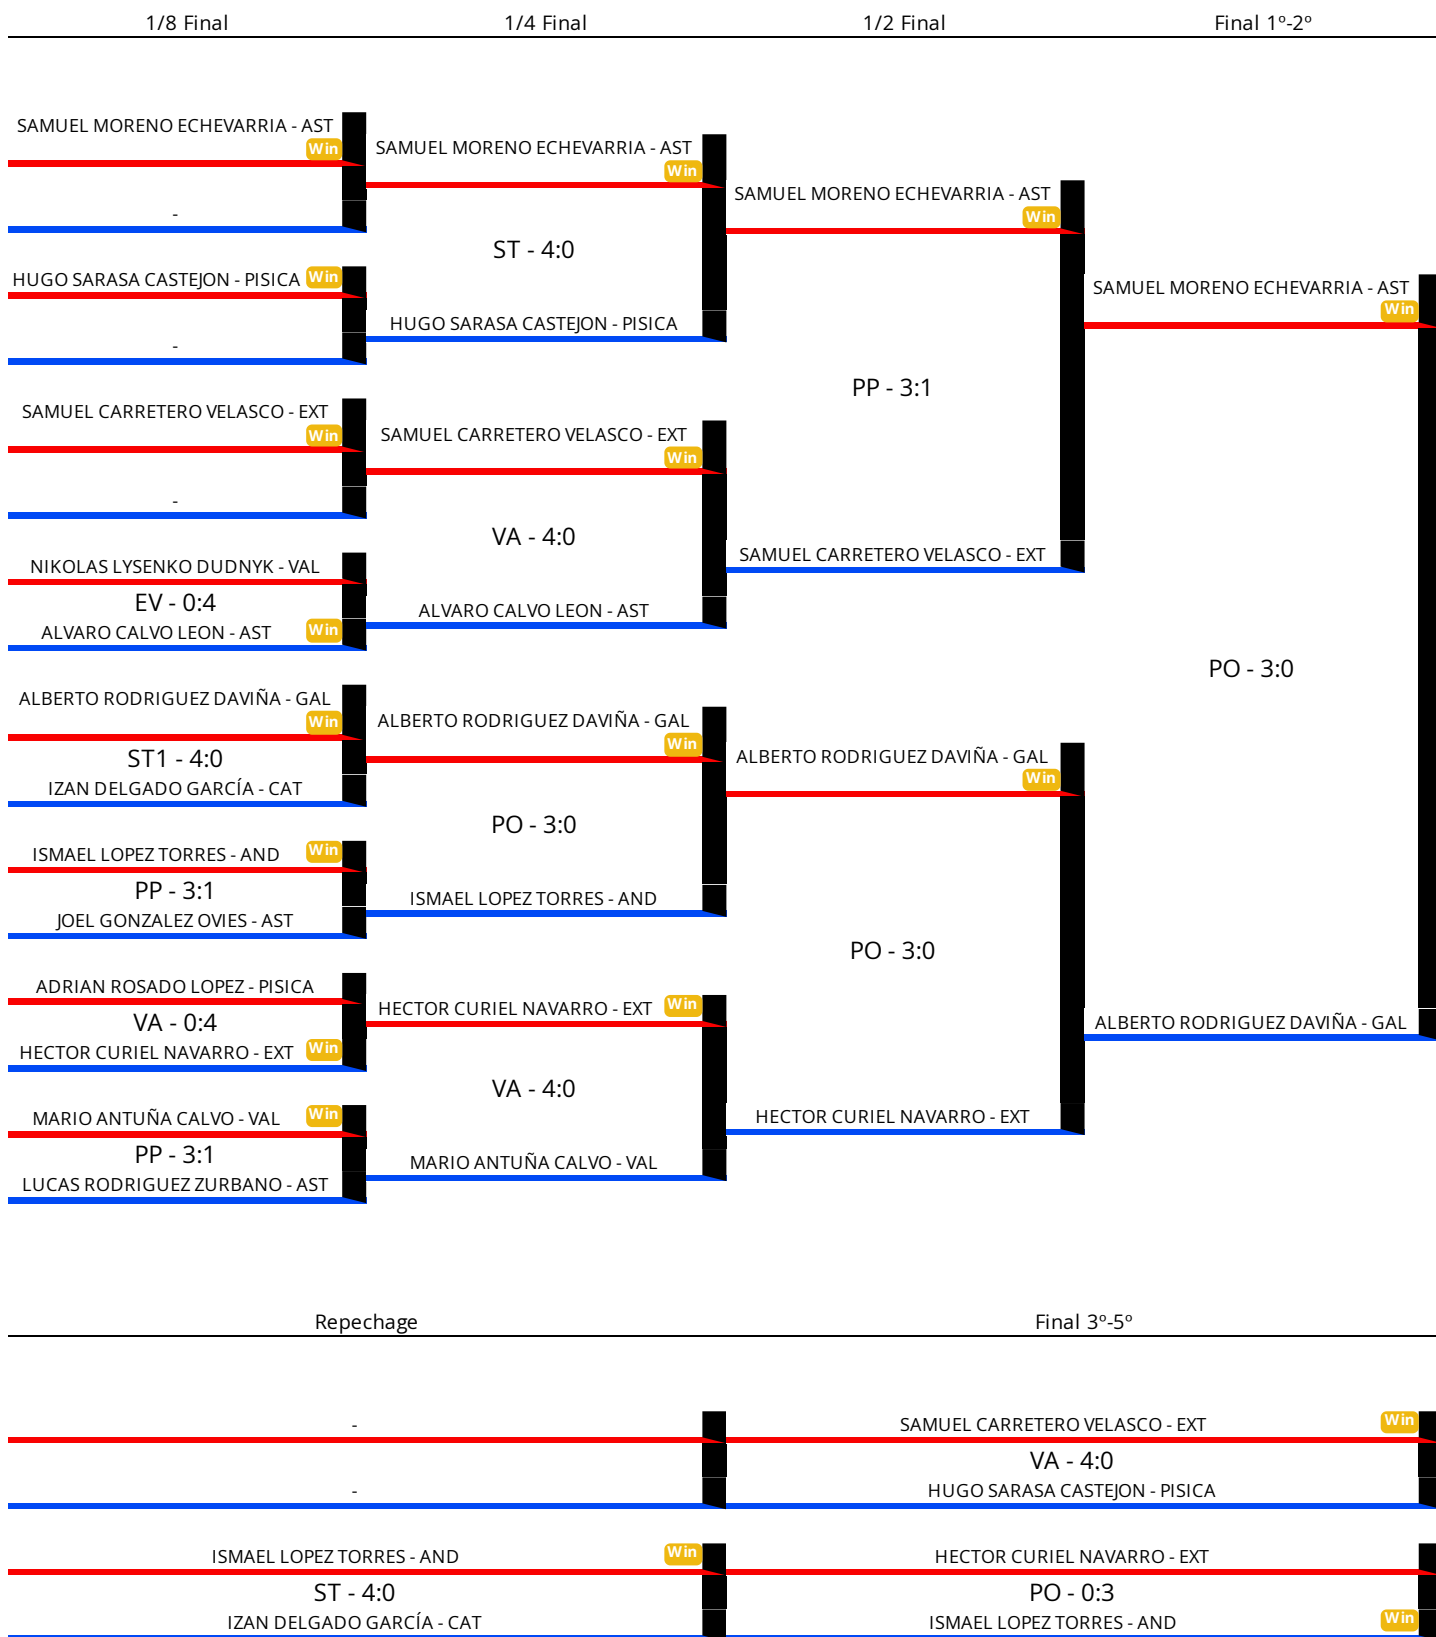 1/8 Final
1/4 Final
1/2 Final
Final 1º-2º
SAMUEL MORENO ECHEVARRIA - AST
Win
-
HUGO SARASA CASTEJON - PISICA
Win
-
SAMUEL CARRETERO VELASCO - EXT
Win
-
NIKOLAS LYSENKO DUDNYK - VAL
EV - 0:4
ALVARO CALVO LEON - AST
Win
ALBERTO RODRIGUEZ DAVIÑA - GAL
Win
ST1 - 4:0
IZAN DELGADO GARCÍA - CAT
ISMAEL LOPEZ TORRES - AND
Win
PP - 3:1
JOEL GONZALEZ OVIES - AST
ADRIAN ROSADO LOPEZ - PISICA
VA - 0:4
HECTOR CURIEL NAVARRO - EXT
Win
MARIO ANTUÑA CALVO - VAL
Win
PP - 3:1
LUCAS RODRIGUEZ ZURBANO - AST
SAMUEL MORENO ECHEVARRIA - AST
Win
ST - 4:0
HUGO SARASA CASTEJON - PISICA
SAMUEL CARRETERO VELASCO - EXT
Win
VA - 4:0
ALVARO CALVO LEON - AST
ALBERTO RODRIGUEZ DAVIÑA - GAL
Win
PO - 3:0
ISMAEL LOPEZ TORRES - AND
HECTOR CURIEL NAVARRO - EXT
Win
VA - 4:0
MARIO ANTUÑA CALVO - VAL
SAMUEL MORENO ECHEVARRIA - AST
Win
PP - 3:1
SAMUEL CARRETERO VELASCO - EXT
ALBERTO RODRIGUEZ DAVIÑA - GAL
Win
PO - 3:0
HECTOR CURIEL NAVARRO - EXT
SAMUEL MORENO ECHEVARRIA - AST
Win
PO - 3:0
ALBERTO RODRIGUEZ DAVIÑA - GAL
Repechage
Final 3º-5º
-
-
ISMAEL LOPEZ TORRES - AND
Win
ST - 4:0
IZAN DELGADO GARCÍA - CAT
SAMUEL CARRETERO VELASCO - EXT
Win
VA - 4:0
HUGO SARASA CASTEJON - PISICA
HECTOR CURIEL NAVARRO - EXT
PO - 0:3
ISMAEL LOPEZ TORRES - AND
Win